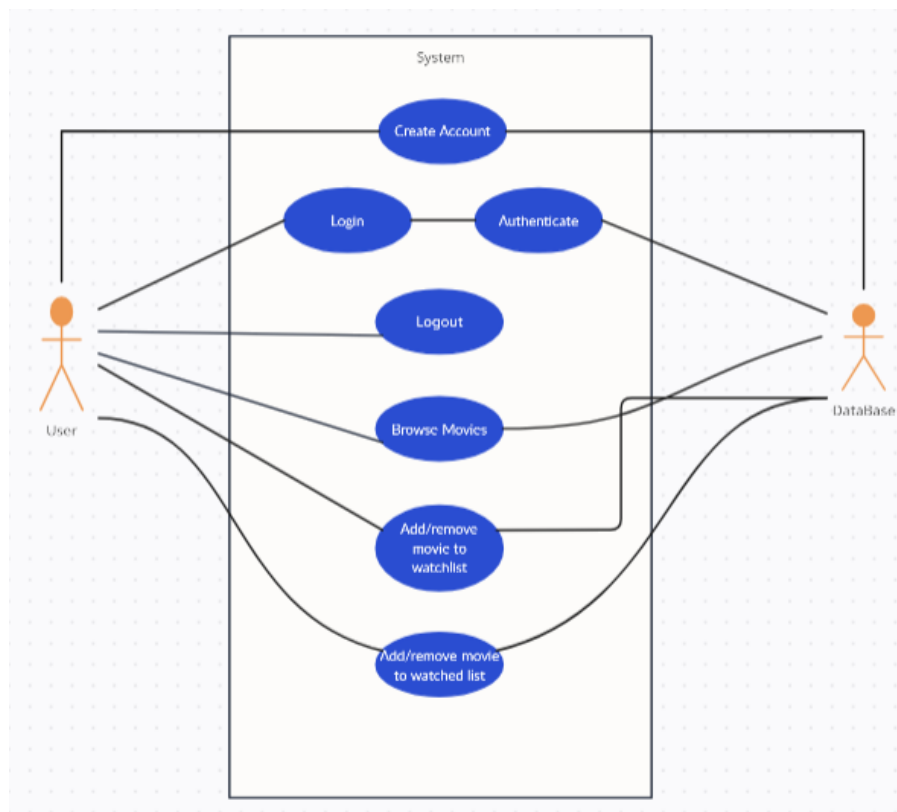 System
Create Account
Login
Authenticate
Logout
User
DataBase
Browse Movies
Add/remove
movie to
watchlist
Add/remove movie
to watched list